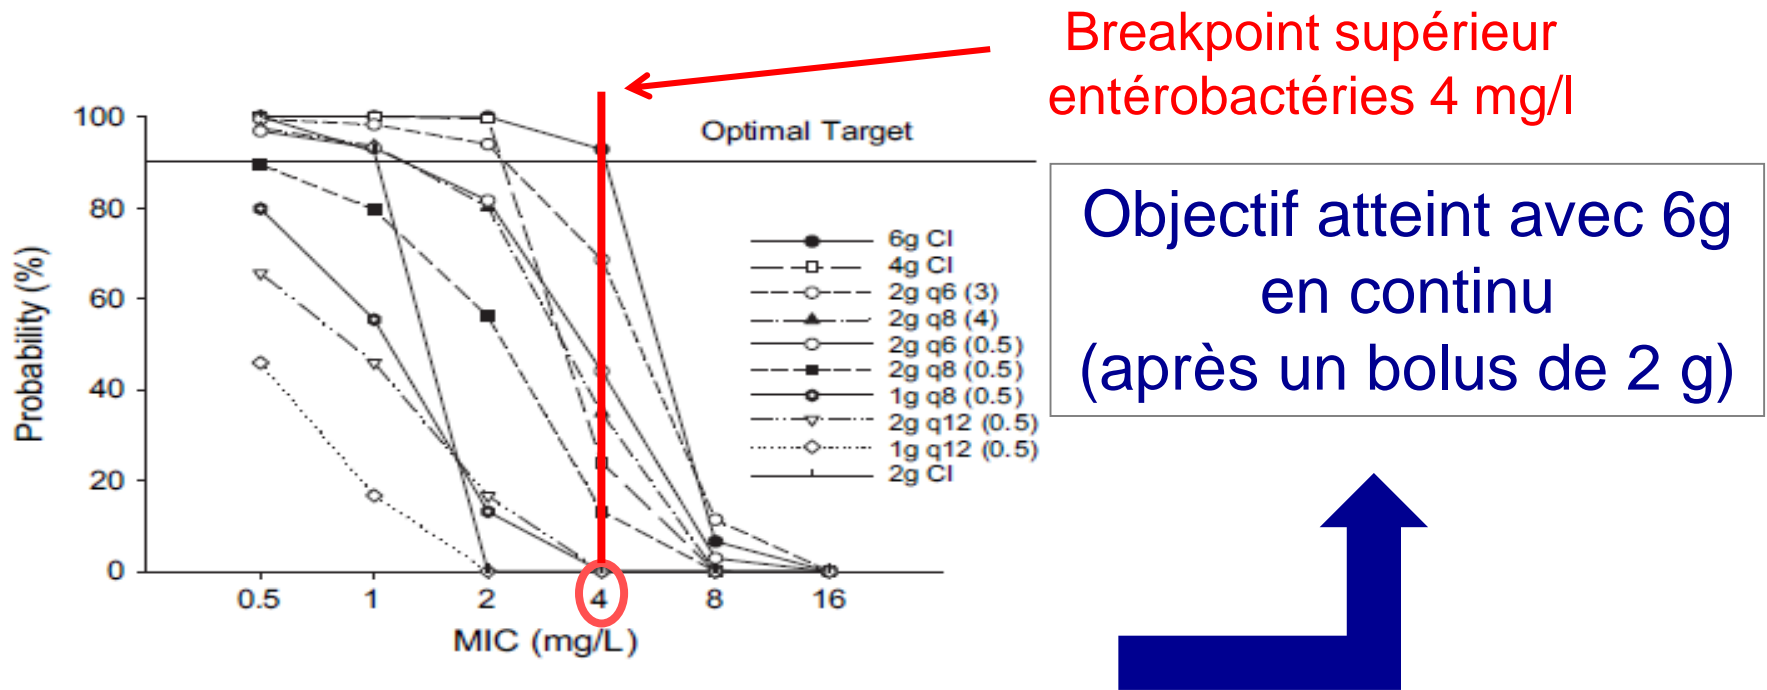 Breakpoint supérieur
entérobactéries 4 mg/l
Optimal Target
100
80
60
40
20
0
Probability (%)
0.5 1 2 4 8 16
MIC (mg/L)
6g CI
4g CI
2g q6 (3)
2g q8 (4)
2g q6 (0.5)
2g q8 (0.5)
1g q8 (0.5)
2g q12 (0.5)
1g q12 (0.5)
2g CI
Objectif atteint avec 6g
en continu
(après un bolus de 2 g)